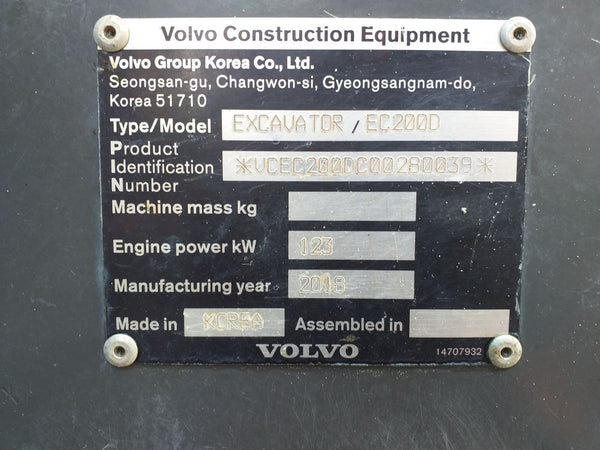 Volvo Construction Equipment
Volvo Group Korea Co., Ltd.
Seongsan-gu, Changwon-si, Gyeongsangnam-do,
Korea 51710
Type/Model EXCAVATOR / EC200D
Product
Identification *VCEC200DC00280039*
Number
Machine mass kg
Engine power kW 123
Manufacturing year 2018
Made in KOREA Assembled in
VOLVO 14707932